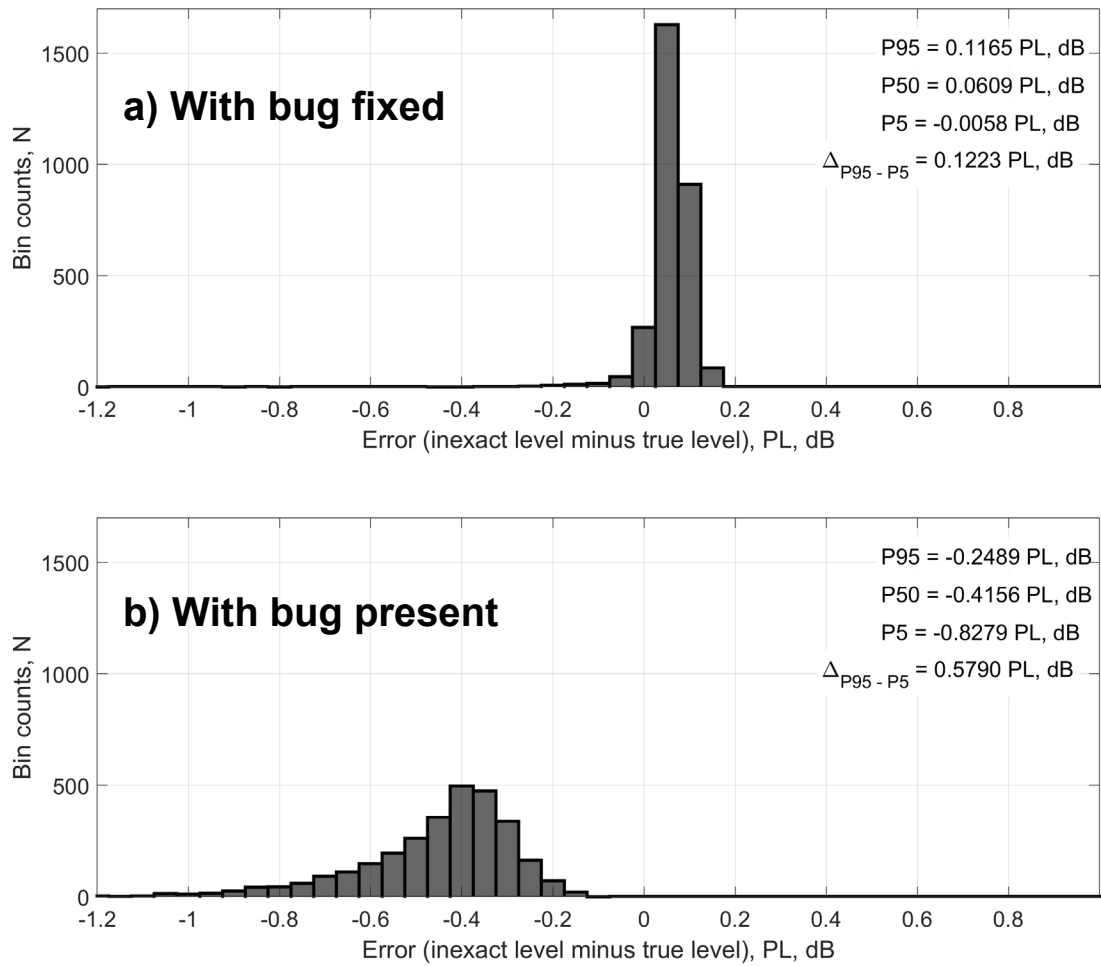 1500
1000
500
0
Bin counts, N
a) With bug fixed
P95 = 0.1165 PL, dB
P50 = 0.0609 PL, dB
P5 = -0.0058 PL, dB
ΔP95 - P5 = 0.1223 PL, dB
-1.2 -1 -0.8 -0.6 -0.4 -0.2 0 0.2 0.4 0.6 0.8
Error (inexact level minus true level), PL, dB
1500
1000
500
0
Bin counts, N
b) With bug present
P95 = -0.2489 PL, dB
P50 = -0.4156 PL, dB
P5 = -0.8279 PL, dB
ΔP95 - P5 = 0.5790 PL, dB
-1.2 -1 -0.8 -0.6 -0.4 -0.2 0 0.2 0.4 0.6 0.8
Error (inexact level minus true level), PL, dB